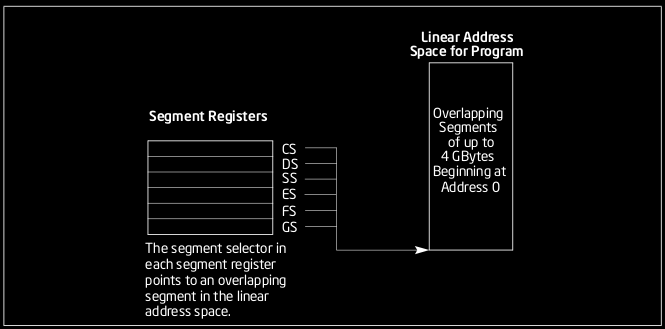 Linear Address
Space for Program
Segment Registers
CS
DS
SS
ES
FS
GS
Overlapping
Segments
of up to
4 GBytes
Beginning at
Address 0
The segment selector in
each segment register
points to an overlapping
segment in the linear
address space.